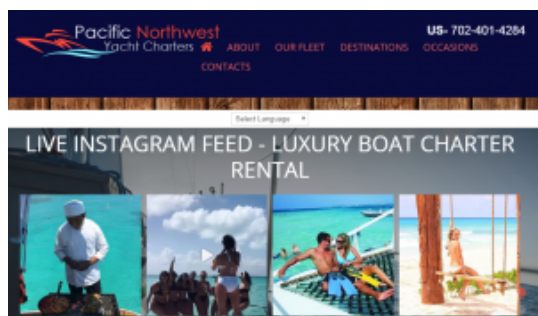 Pacific Northwest
Yacht Charters
US- 702-401-4284
ABOUT OUR FLEET DESTINATIONS OCCASIONS
CONTACTS
Select Language
LIVE INSTAGRAM FEED - LUXURY BOAT CHARTER
RENTAL